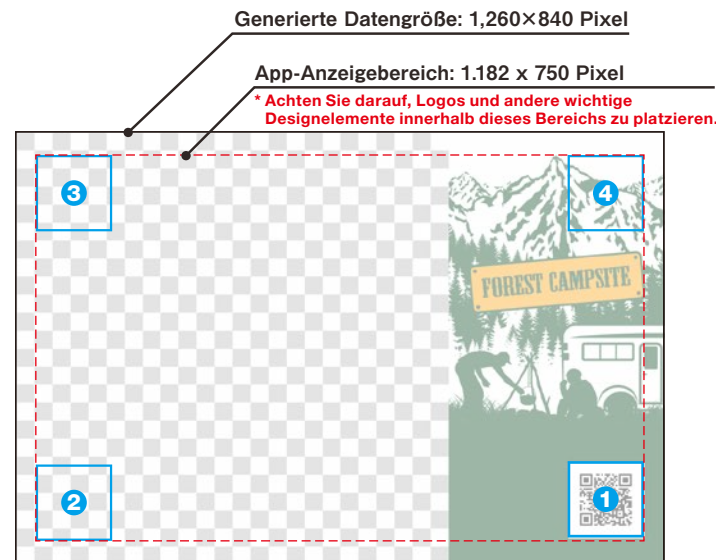 Generierte Datengröße: 1,260×840 Pixel
App-Anzeigebereich: 1.182 x 750 Pixel
* Achten Sie darauf, Logos und andere wichtige
Designelemente innerhalb dieses Bereichs zu platzieren.
3
4
FOREST CAMPSITE
2
1